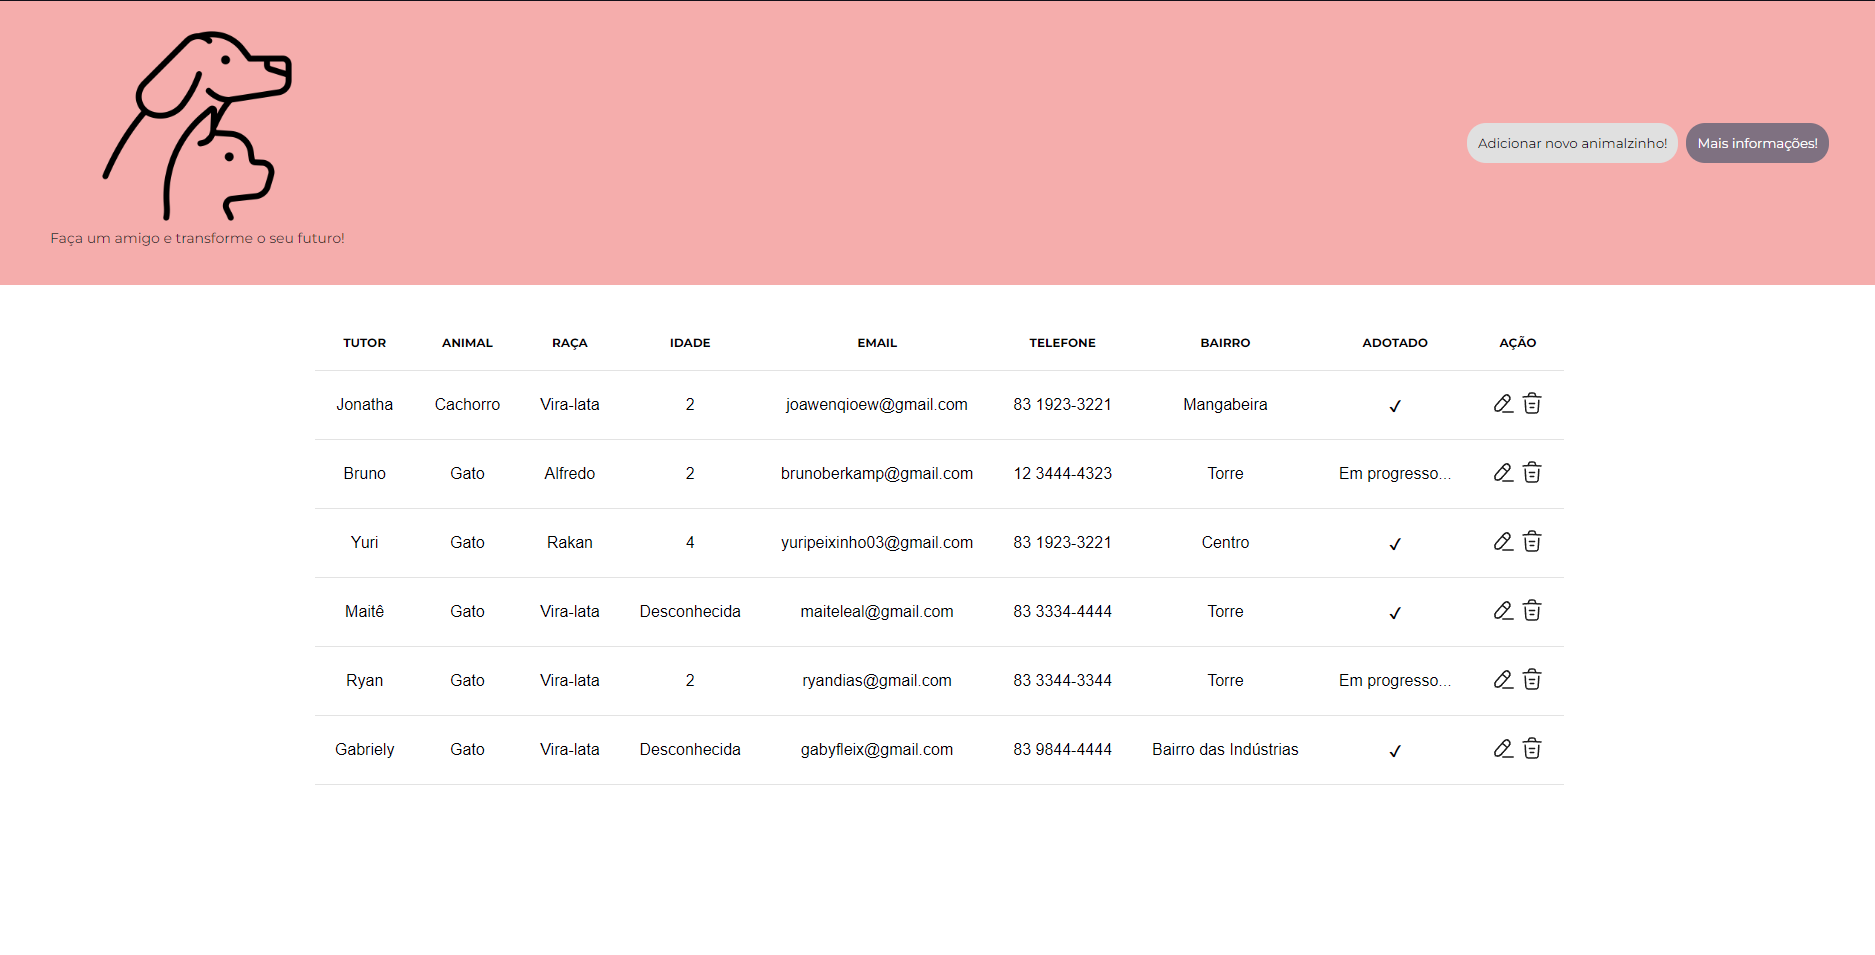 Adicionar novo animalzinho! Mais informações!
Faça um amigo e transforme o seu futuro!
TUTOR ANIMAL RAÇA IDADE EMAIL TELEFONE BAIRRO ADOTADO AÇÃO
Jonatha Cachorro Vira-lata 2 joawenqioew@gmail.com 83 1923-3221 Mangabeira ✓
Bruno Gato Alfredo 2 brunoberkamp@gmail.com 12 3444-4323 Torre Em progresso...
Yuri Gato Rakan 4 yuripeixinho03@gmail.com 83 1923-3221 Centro ✓
Maitê Gato Vira-lata Desconhecida maiteleal@gmail.com 83 3334-4444 Torre ✓
Ryan Gato Vira-lata 2 ryandias@gmail.com 83 3344-3344 Torre Em progresso...
Gabriely Gato Vira-lata Desconhecida gabyfleix@gmail.com 83 9844-4444 Bairro das Indústrias ✓